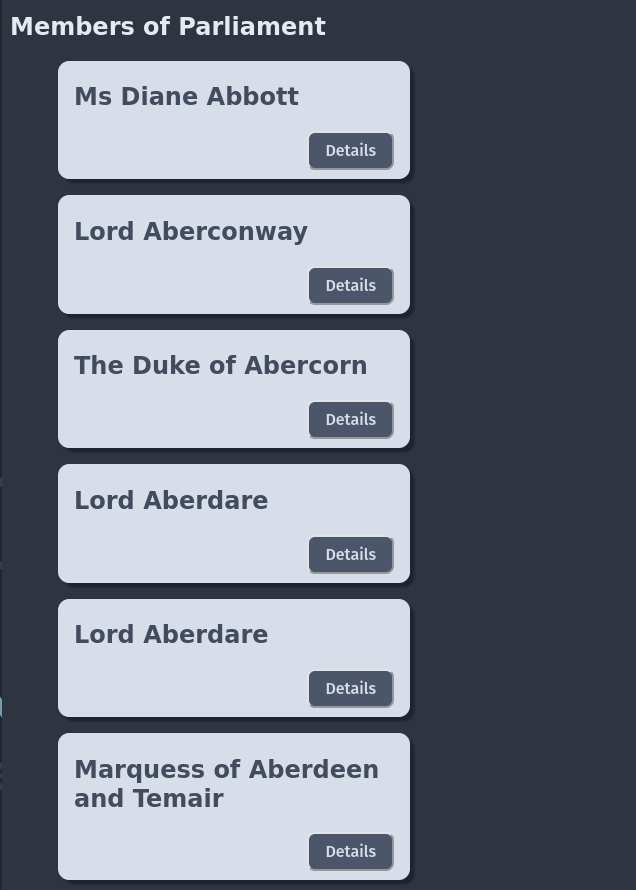 Members of Parliament
Ms Diane Abbott
Details
Lord Aberconway
Details
The Duke of Abercorn
Details
Lord Aberdare
Details
Lord Aberdare
Details
Marquess of Aberdeen
and Temair
Details